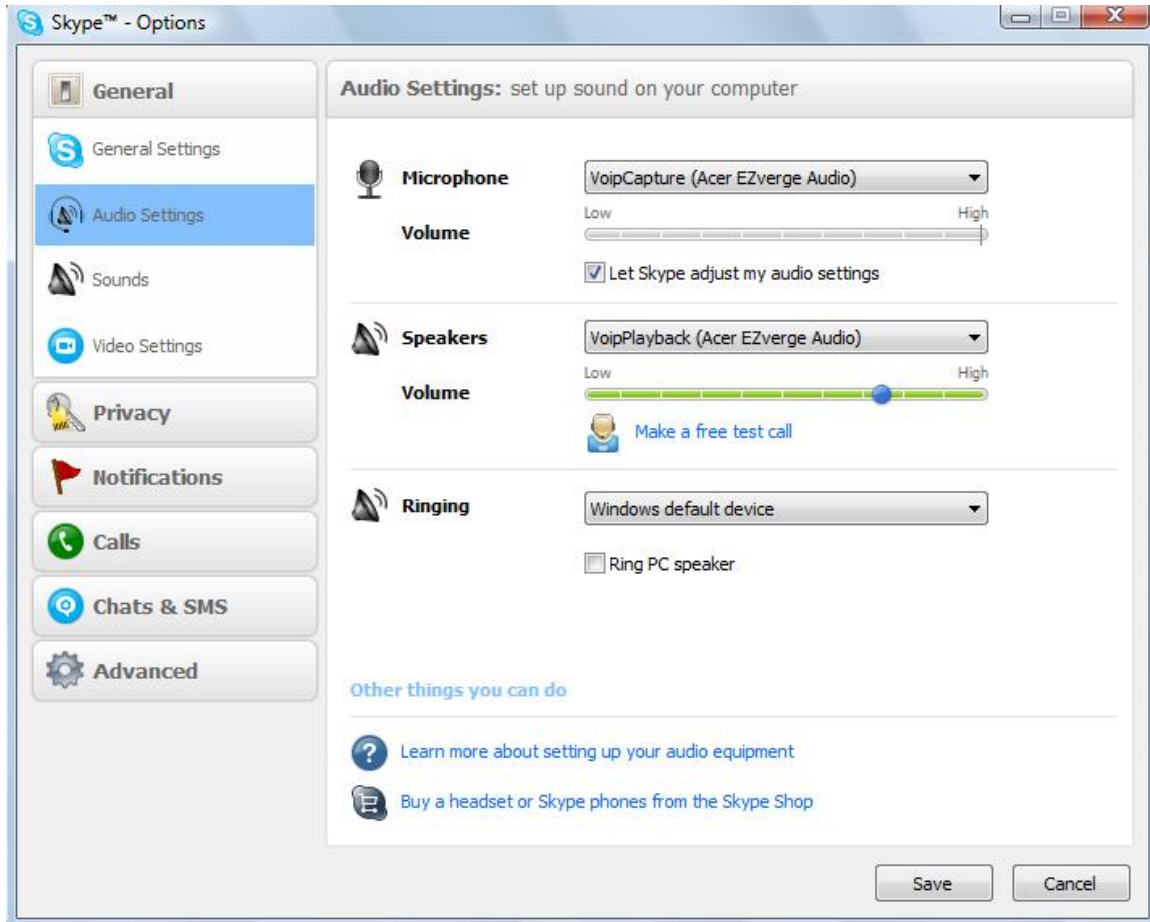 Skype™ - Options
General
General Settings
Audio Settings
Sounds
Video Settings
Privacy
Notifications
Calls
Chats & SMS
Advanced
Audio Settings: set up sound on your computer
Microphone
VoipCapture (Acer EZverge Audio)
Low High
Volume
Let Skype adjust my audio settings
Speakers
VoipPlayback (Acer EZverge Audio)
Low High
Volume
Make a free test call
Ringing
Windows default device
Ring PC speaker
Other things you can do
Learn more about setting up your audio equipment
Buy a headset or Skype phones from the Skype Shop
Save Cancel